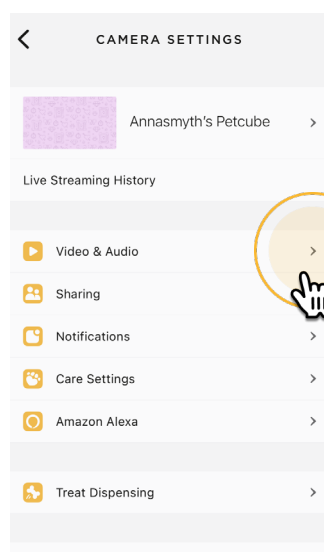 CAMERA SETTINGS
Annasmyth's Petcube
Live Streaming History
Video & Audio
Sharing
Notifications
Care Settings
Amazon Alexa
Treat Dispensing